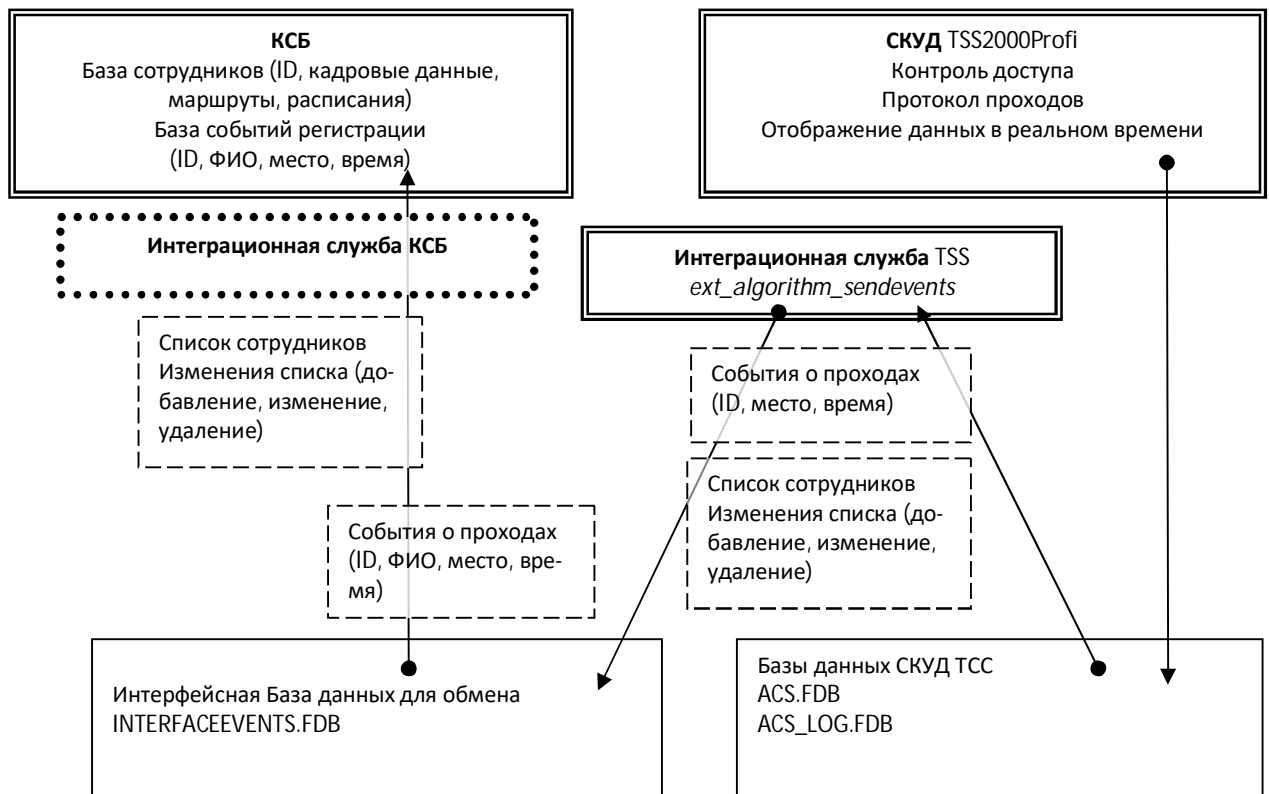 КСБ
База сотрудников (ID, кадровые данные,
маршруты, расписания)
База событий регистрации
(ID, ФИО, место, время)
СКУД TSS2000Profi
Контроль доступа
Протокол проходов
Отображение данных в реальном времени
Интеграционная служба КСБ
Интеграционная служба TSS
ext_algorithm_sendevents
Список сотрудников
Изменения списка (до-
бавление, изменение,
удаление)
События о проходах
(ID, место, время)
Список сотрудников
Изменения списка (до-
бавление, изменение,
удаление)
События о проходах
(ID, ФИО, место, вре-
мя)
Интерфейсная База данных для обмена
INTERFACEEVENTS.FDB
Базы данных СКУД ТСС
ACS.FDB
ACS_LOG.FDB